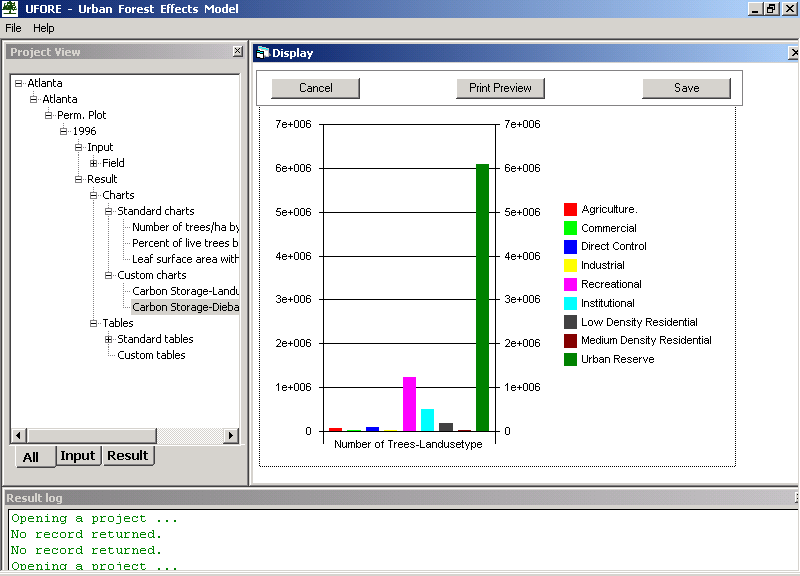 UFORE - Urban Forest Effects Model
File Help
Project View
Atlanta
Atlanta
Perm. Plot
1996
Input
Field
Result
Charts
Standard charts
Number of trees/ha by
Percent of live trees b
Leaf surface area with
Custom charts
Carbon Storage-Landu
Carbon Storage-Dieba
Tables
Standard tables
Custom tables
All Input Result
Display
Cancel Print Preview Save
7e+006 7e+006
6e+006 6e+006
5e+006 5e+006
4e+006 4e+006
3e+006 3e+006
2e+006 2e+006
1e+006 1e+006
0 0
Number of Trees-Landusetype
Agriculture.
Commercial
Direct Control
Industrial
Recreational
Institutional
Low Density Residential
Medium Density Residential
Urban Reserve
Result log
Opening a project ...
No record returned.
No record returned.
Opening a project ...